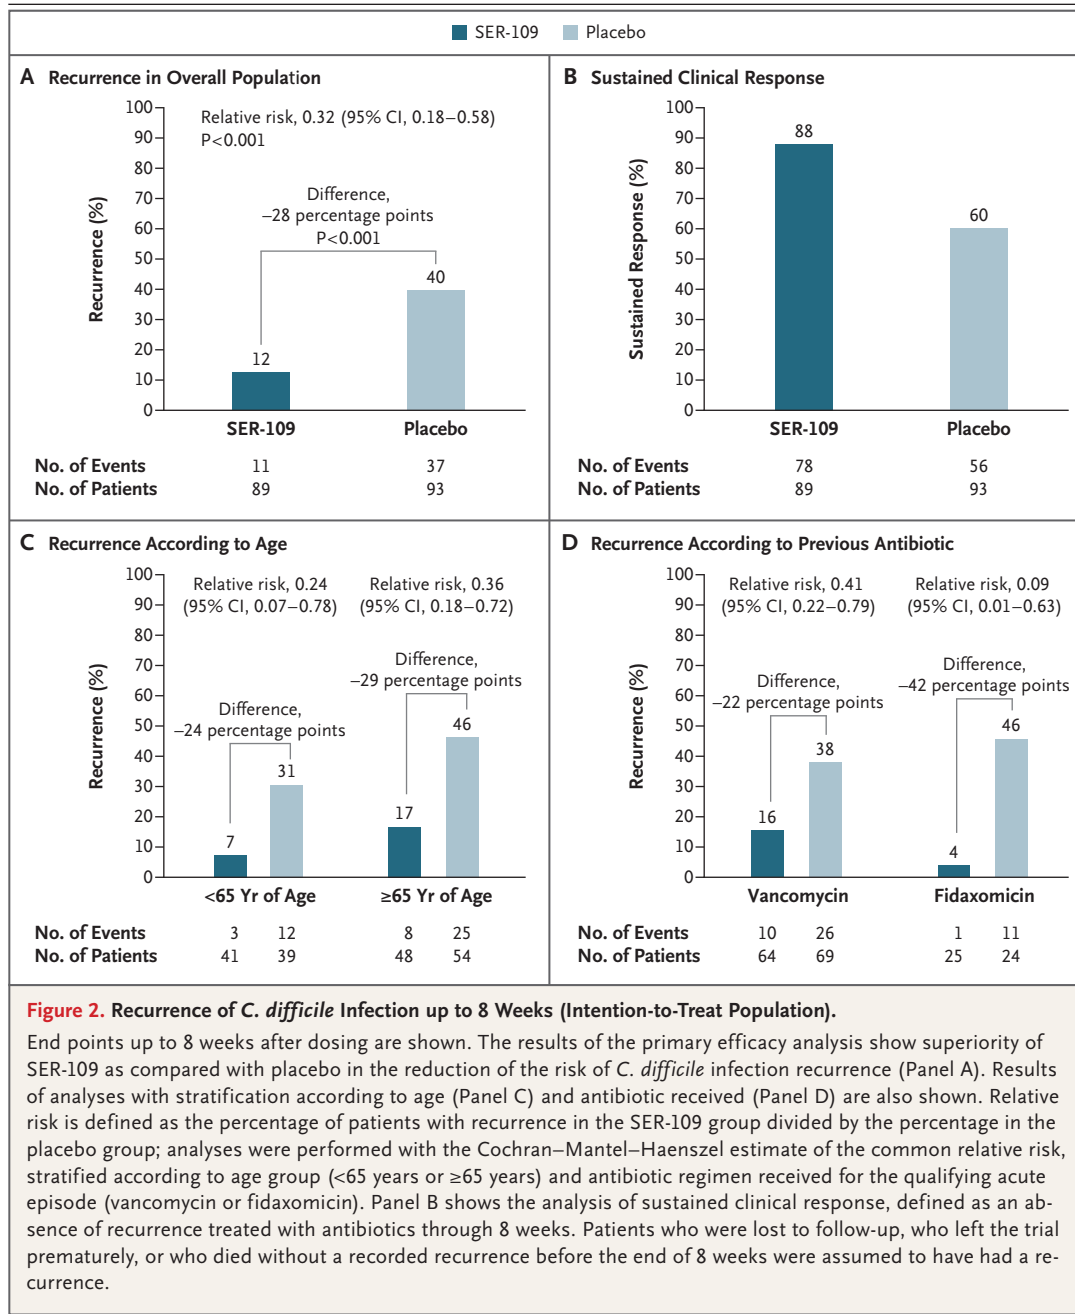 SER-109 Placebo
A Recurrence in Overall Population
100
90
80
70
60
50
40
30
20
10
0
Recurrence (%)
Relative risk, 0.32 (95% CI, 0.18–0.58)
P<0.001
Difference,
–28 percentage points
P<0.001
12
40
SER-109 Placebo
No. of Events 11 37
No. of Patients 89 93
B Sustained Clinical Response
100
90
80
70
60
50
40
30
20
10
0
Sustained Response (%)
88
60
SER-109 Placebo
No. of Events 78 56
No. of Patients 89 93
C Recurrence According to Age
100
90
80
70
60
50
40
30
20
10
0
Recurrence (%)
Relative risk, 0.24
(95% CI, 0.07–0.78)
Relative risk, 0.36
(95% CI, 0.18–0.72)
Difference,
–24 percentage points
Difference,
–29 percentage points
7
31
17
46
<65 Yr of Age ≥65 Yr of Age
No. of Events 3 12 8 25
No. of Patients 41 39 48 54
D Recurrence According to Previous Antibiotic
100
90
80
70
60
50
40
30
20
10
0
Recurrence (%)
Relative risk, 0.41
(95% CI, 0.22–0.79)
Relative risk, 0.09
(95% CI, 0.01–0.63)
Difference,
–22 percentage points
Difference,
–42 percentage points
16
38
4
46
Vancomycin Fidaxomicin
No. of Events 10 26 1 11
No. of Patients 64 69 25 24
Figure 2. Recurrence of C. difficile Infection up to 8 Weeks (Intention-to-Treat Population).
End points up to 8 weeks after dosing are shown. The results of the primary efficacy analysis show superiority of
SER-109 as compared with placebo in the reduction of the risk of C. difficile infection recurrence (Panel A). Results
of analyses with stratification according to age (Panel C) and antibiotic received (Panel D) are also shown. Relative
risk is defined as the percentage of patients with recurrence in the SER-109 group divided by the percentage in the
placebo group; analyses were performed with the Cochran–Mantel–Haenszel estimate of the common relative risk,
stratified according to age group (<65 years or ≥65 years) and antibiotic regimen received for the qualifying acute
episode (vancomycin or fidaxomicin). Panel B shows the analysis of sustained clinical response, defined as an ab-
sence of recurrence treated with antibiotics through 8 weeks. Patients who were lost to follow-up, who left the trial
prematurely, or who died without a recorded recurrence before the end of 8 weeks were assumed to have had a re-
currence.